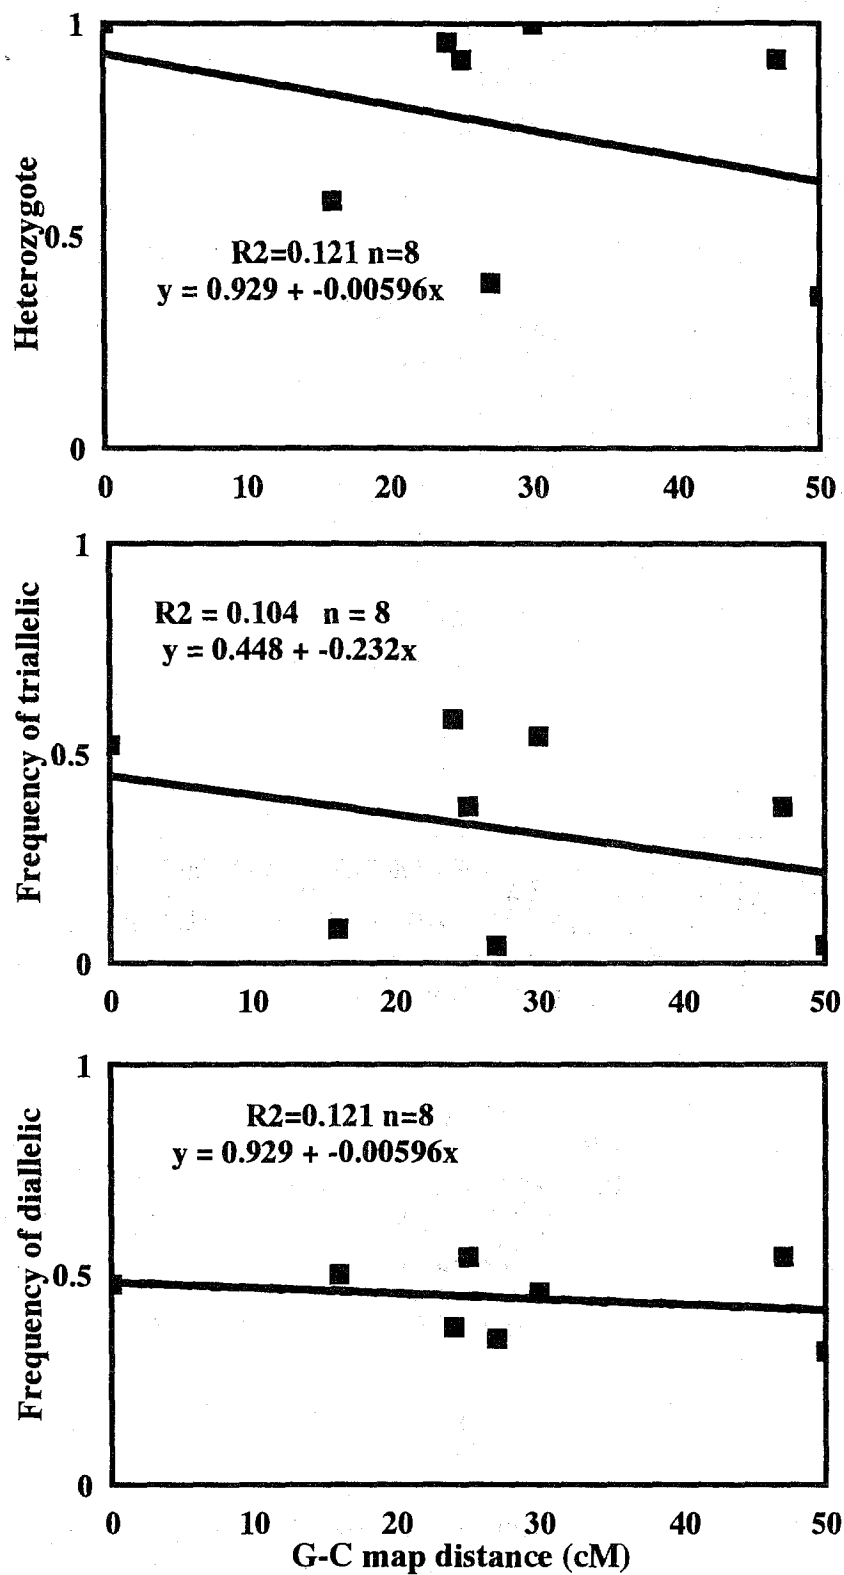 1
Heterozygote
0.5
R2=0.121 n=8
y = 0.929 + -0.00596x
0
0 10 20 30 40 50
1
Frequency of triallelic
R2 = 0.104 n = 8
y = 0.448 + -0.232x
0.5
0
0 10 20 30 40 50
1
Frequency of diallelic
R2=0.121 n=8
y = 0.929 + -0.00596x
0.5
0
0 10 20 30 40 50
G-C map distance (cM)